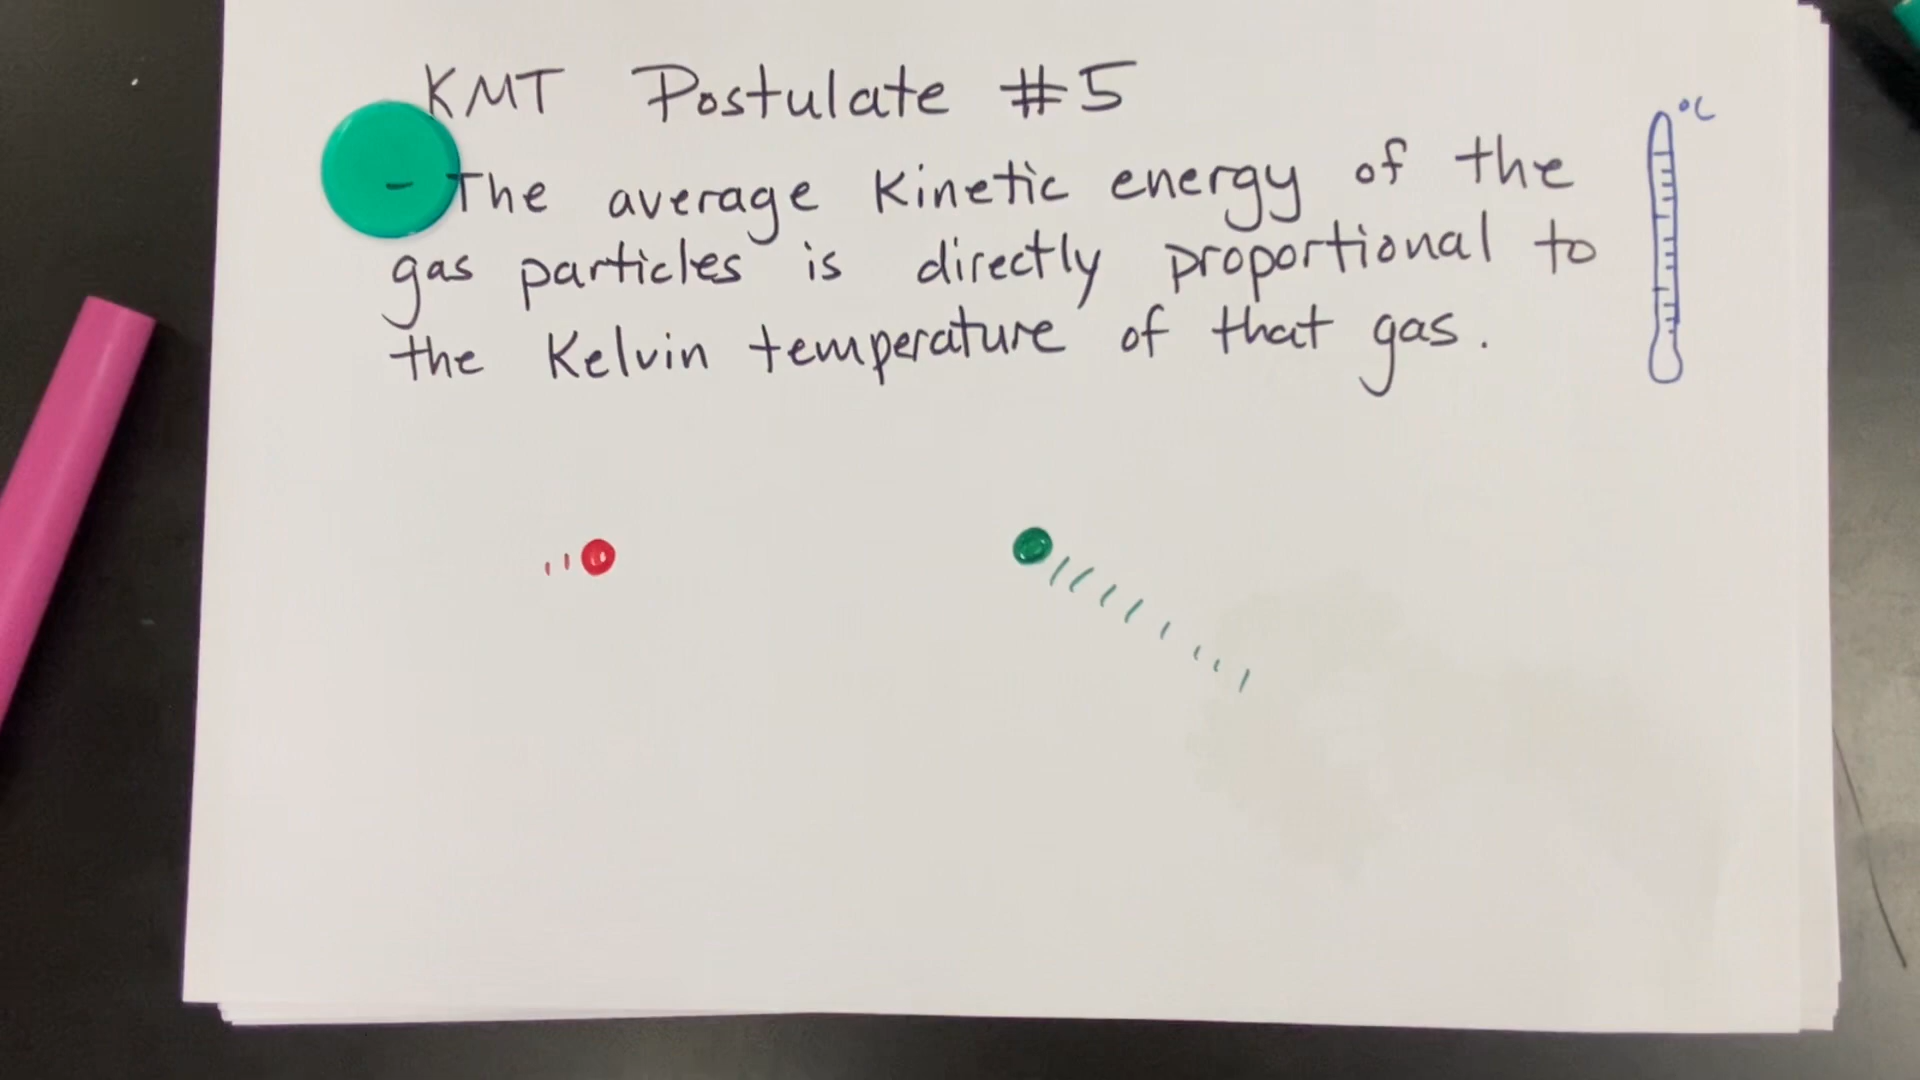 KMT Postulate #5
- The average Kinetic energy of the
gas particles is directly proportional to
the Kelvin temperature of that gas.
°C